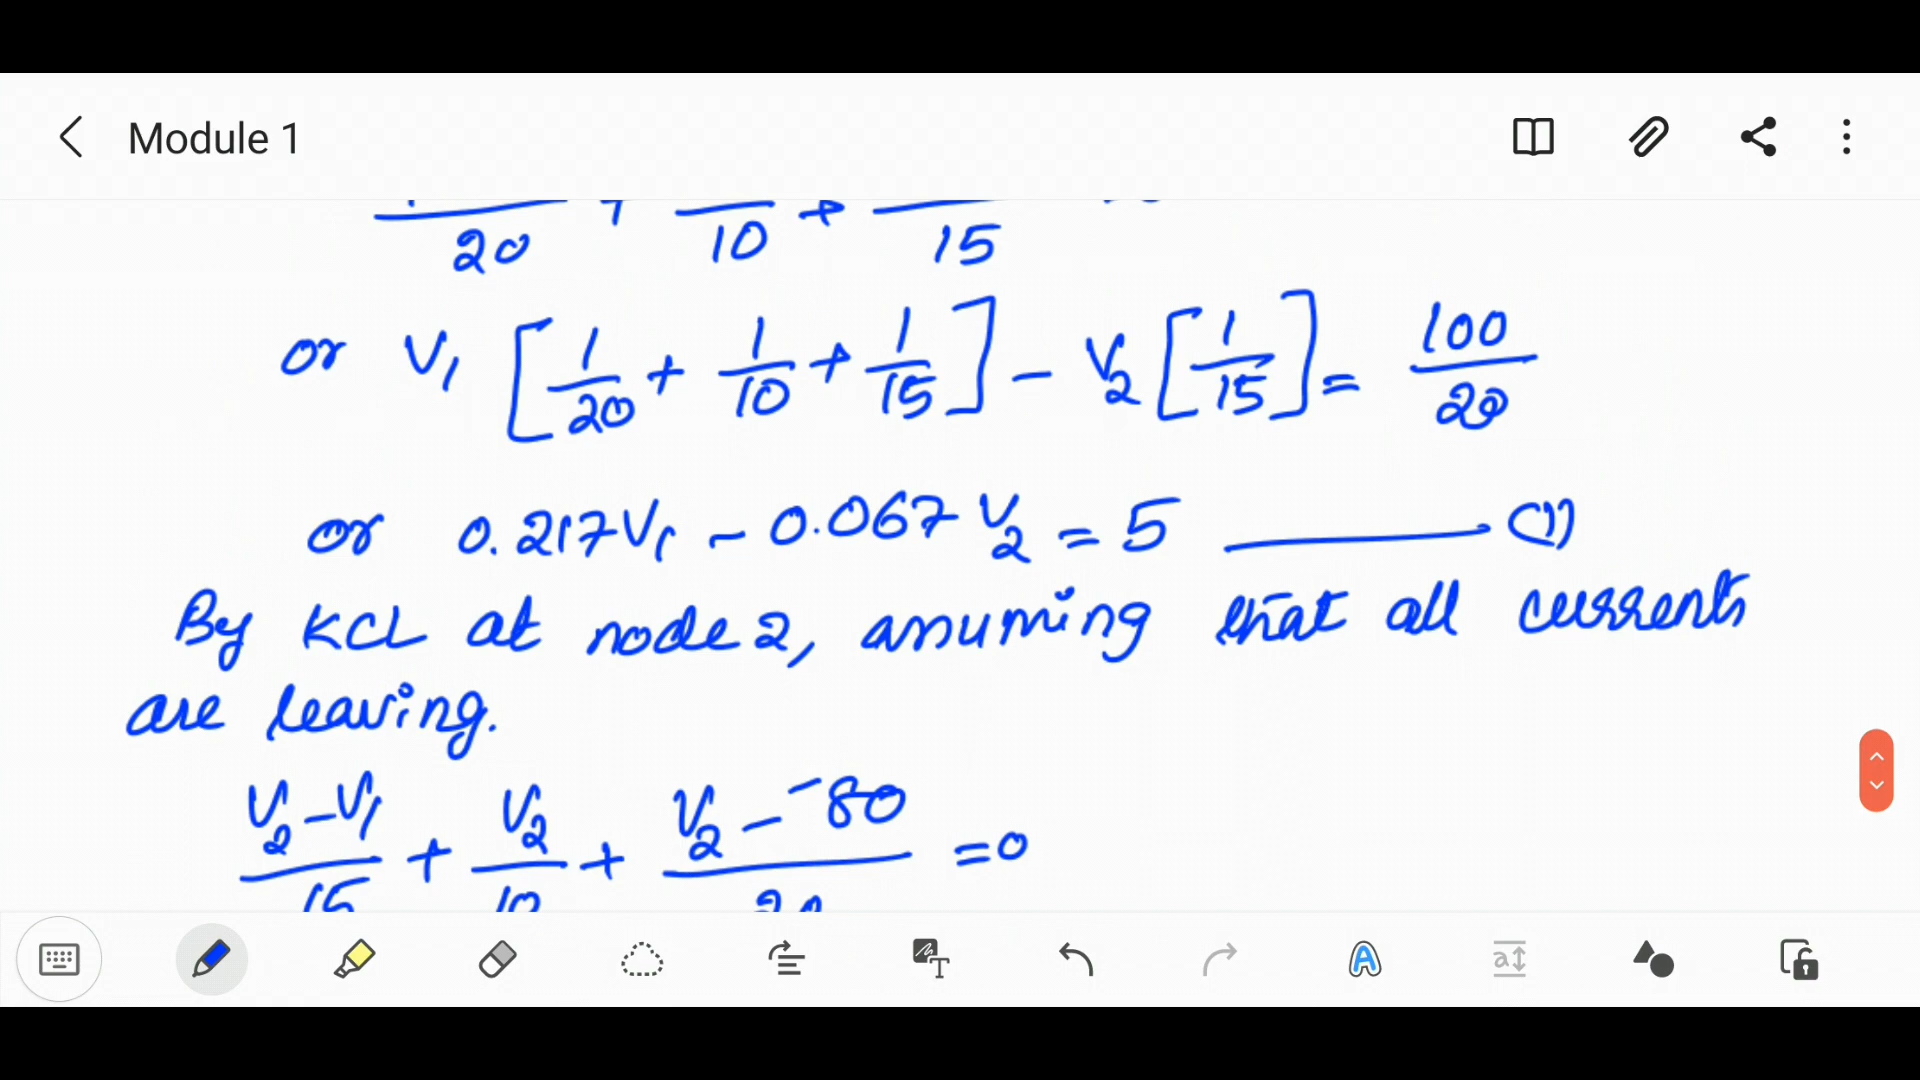 Module 1
20 + 10 + 15
or V1 [1/20 + 1/10 + 1/15] - V2 [1/15] = 100/20
or 0.217V1 - 0.067 V2 = 5 ——— (1)
By KCL at node 2, assuming that all currents
are leaving.
(V2 - V1)/15 + V2/10 + (V2 - -80)/20 = 0